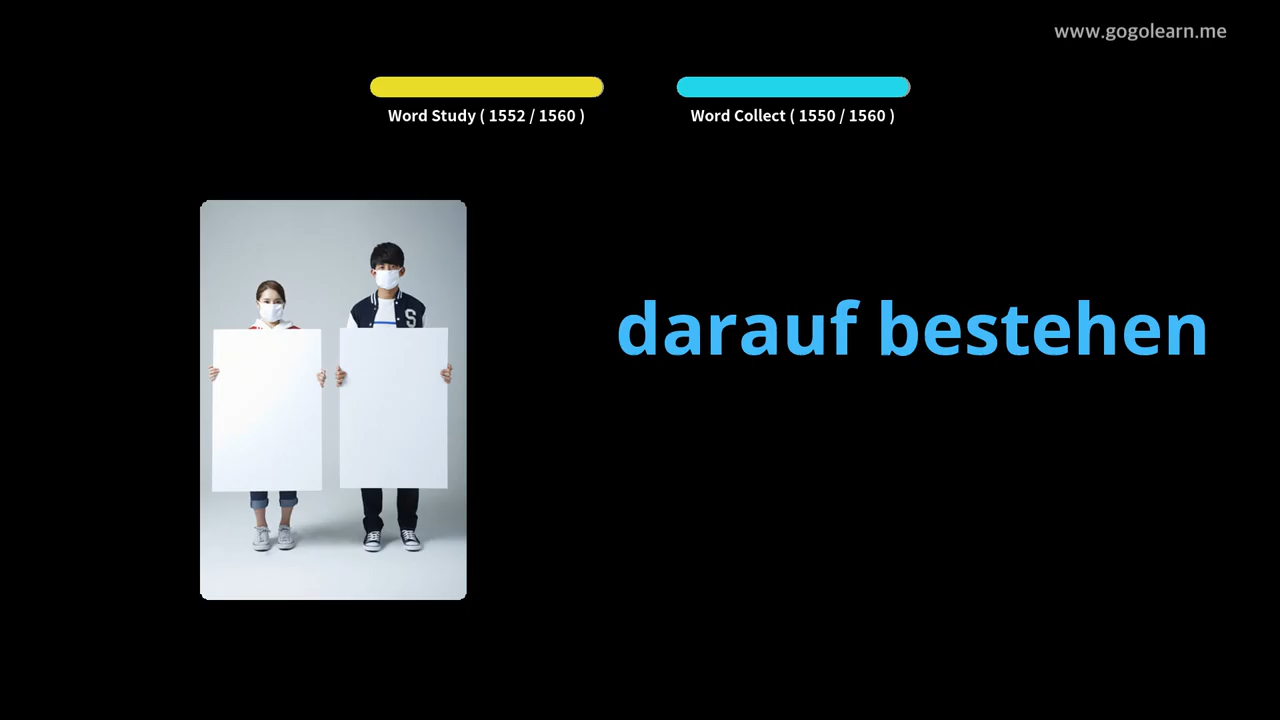 www.gogolearn.me
Word Study ( 1552 / 1560 )
Word Collect ( 1550 / 1560 )
S
darauf bestehen